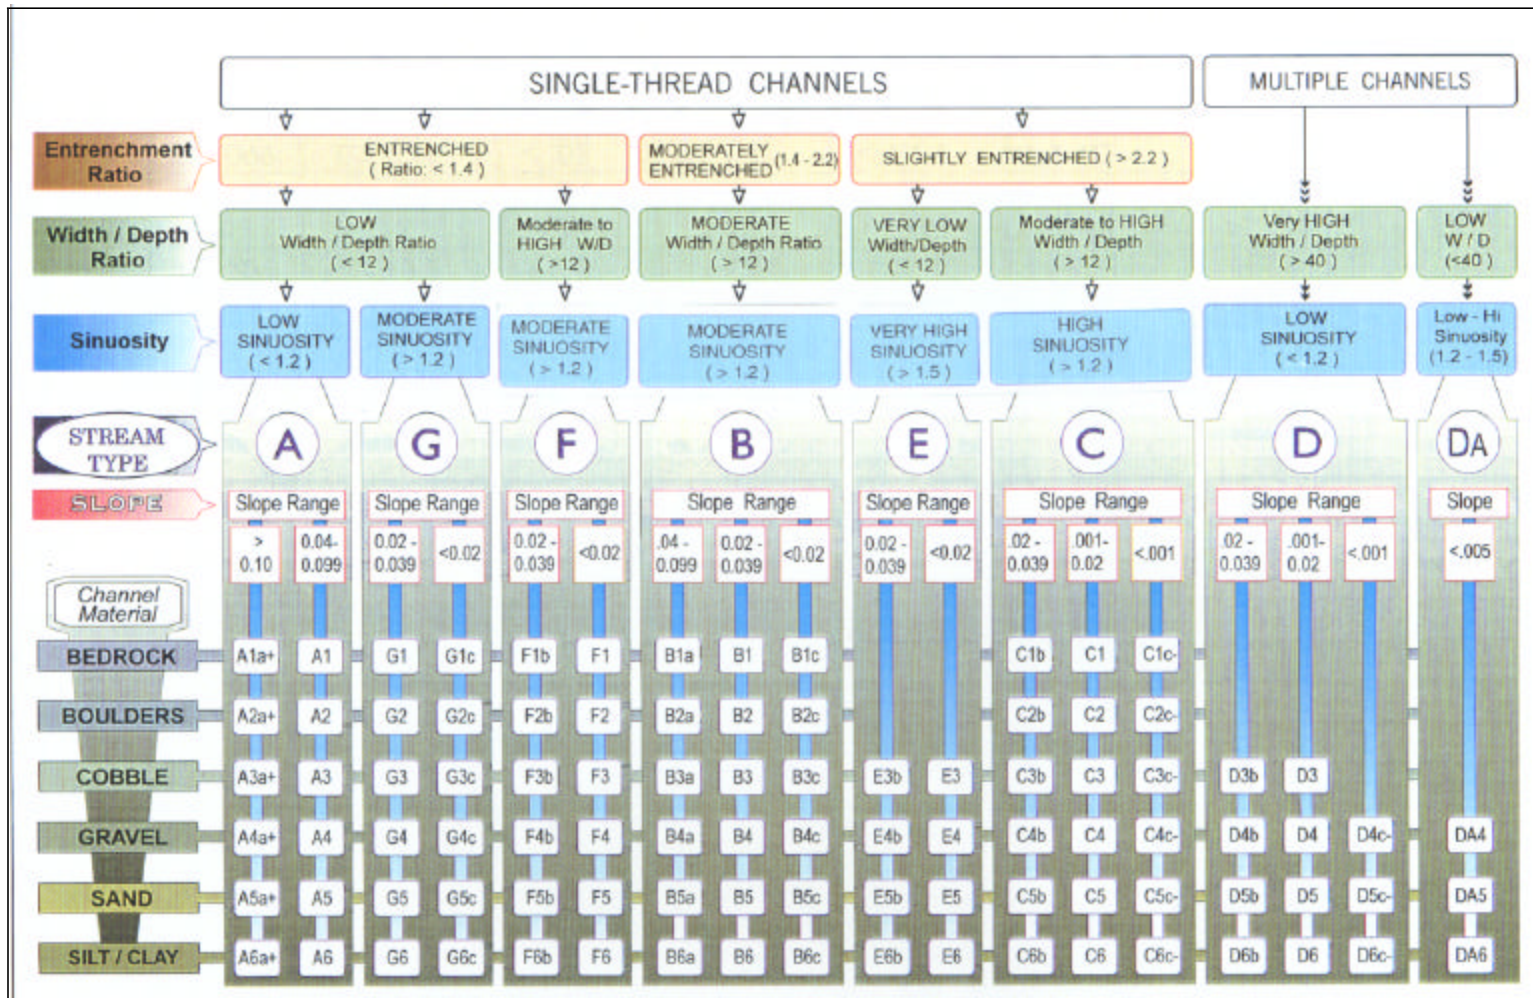 SINGLE-THREAD CHANNELS
MULTIPLE CHANNELS
Entrenchment
Ratio
ENTRENCHED
( Ratio: < 1.4 )
MODERATELY
ENTRENCHED (1.4 - 2.2)
SLIGHTLY ENTRENCHED ( > 2.2 )
Width / Depth
Ratio
LOW
Width / Depth Ratio
( < 12 )
Moderate to
HIGH W/D
( >12 )
MODERATE
Width / Depth Ratio
( > 12 )
VERY LOW
Width/Depth
( < 12 )
Moderate to HIGH
Width / Depth
( > 12 )
Very HIGH
Width / Depth
( > 40 )
LOW
W / D
( <40 )
Sinuosity
LOW
SINUOSITY
( < 1.2 )
MODERATE
SINUOSITY
( > 1.2 )
MODERATE
SINUOSITY
( > 1.2 )
MODERATE
SINUOSITY
( > 1.2 )
VERY HIGH
SINUOSITY
( > 1.5 )
HIGH
SINUOSITY
( > 1.2 )
LOW
SINUOSITY
( < 1.2 )
Low - Hi
Sinuosity
(1.2 - 1.5)
STREAM
TYPE
A G F B E C D DA
SLOPE
Slope Range Slope Range Slope Range Slope Range Slope Range Slope Range Slope Range Slope
> 0.04- 0.02 - 0.02 - .04 - 0.02 - 0.02 - .02 - .001- .02 - .001-
0.10 0.099 0.039 <0.02 0.039 <0.02 0.099 0.039 <0.02 0.039 <0.02 0.039 0.02 <.001 0.039 0.02 <.001 <.005
Channel
Material
BEDROCK A1a+ A1 G1 G1c F1b F1 B1a B1 B1c C1b C1 C1c-
BOULDERS A2a+ A2 G2 G2c F2b F2 B2a B2 B2c C2b C2 C2c-
COBBLE A3a+ A3 G3 G3c F3b F3 B3a B3 B3c E3b E3 C3b C3 C3c- D3b D3
GRAVEL A4a+ A4 G4 G4c F4b F4 B4a B4 B4c E4b E4 C4b C4 C4c- D4b D4 D4c- DA4
SAND A5a+ A5 G5 G5c F5b F5 B5a B5 B5c E5b E5 C5b C5 C5c- D5b D5 D5c- DA5
SILT / CLAY A6a+ A6 G6 G6c F6b F6 B6a B6 B6c E6b E6 C6b C6 C6c- D6b D6 D6c- DA6